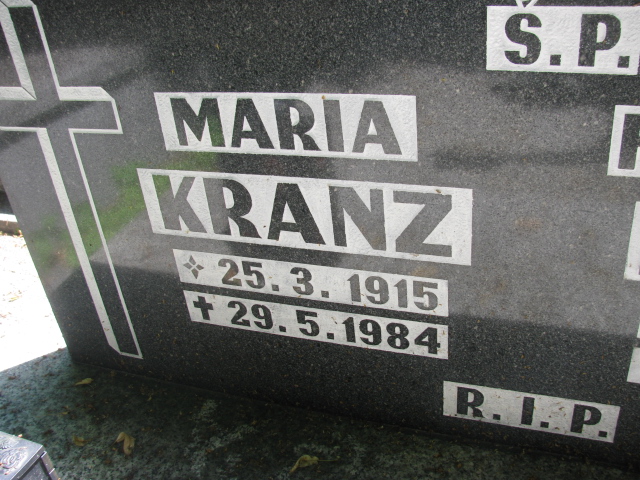 Ś.P.
MARIA
KRANZ
25.3.1915
✝ 29.5.1984
R.I.P.